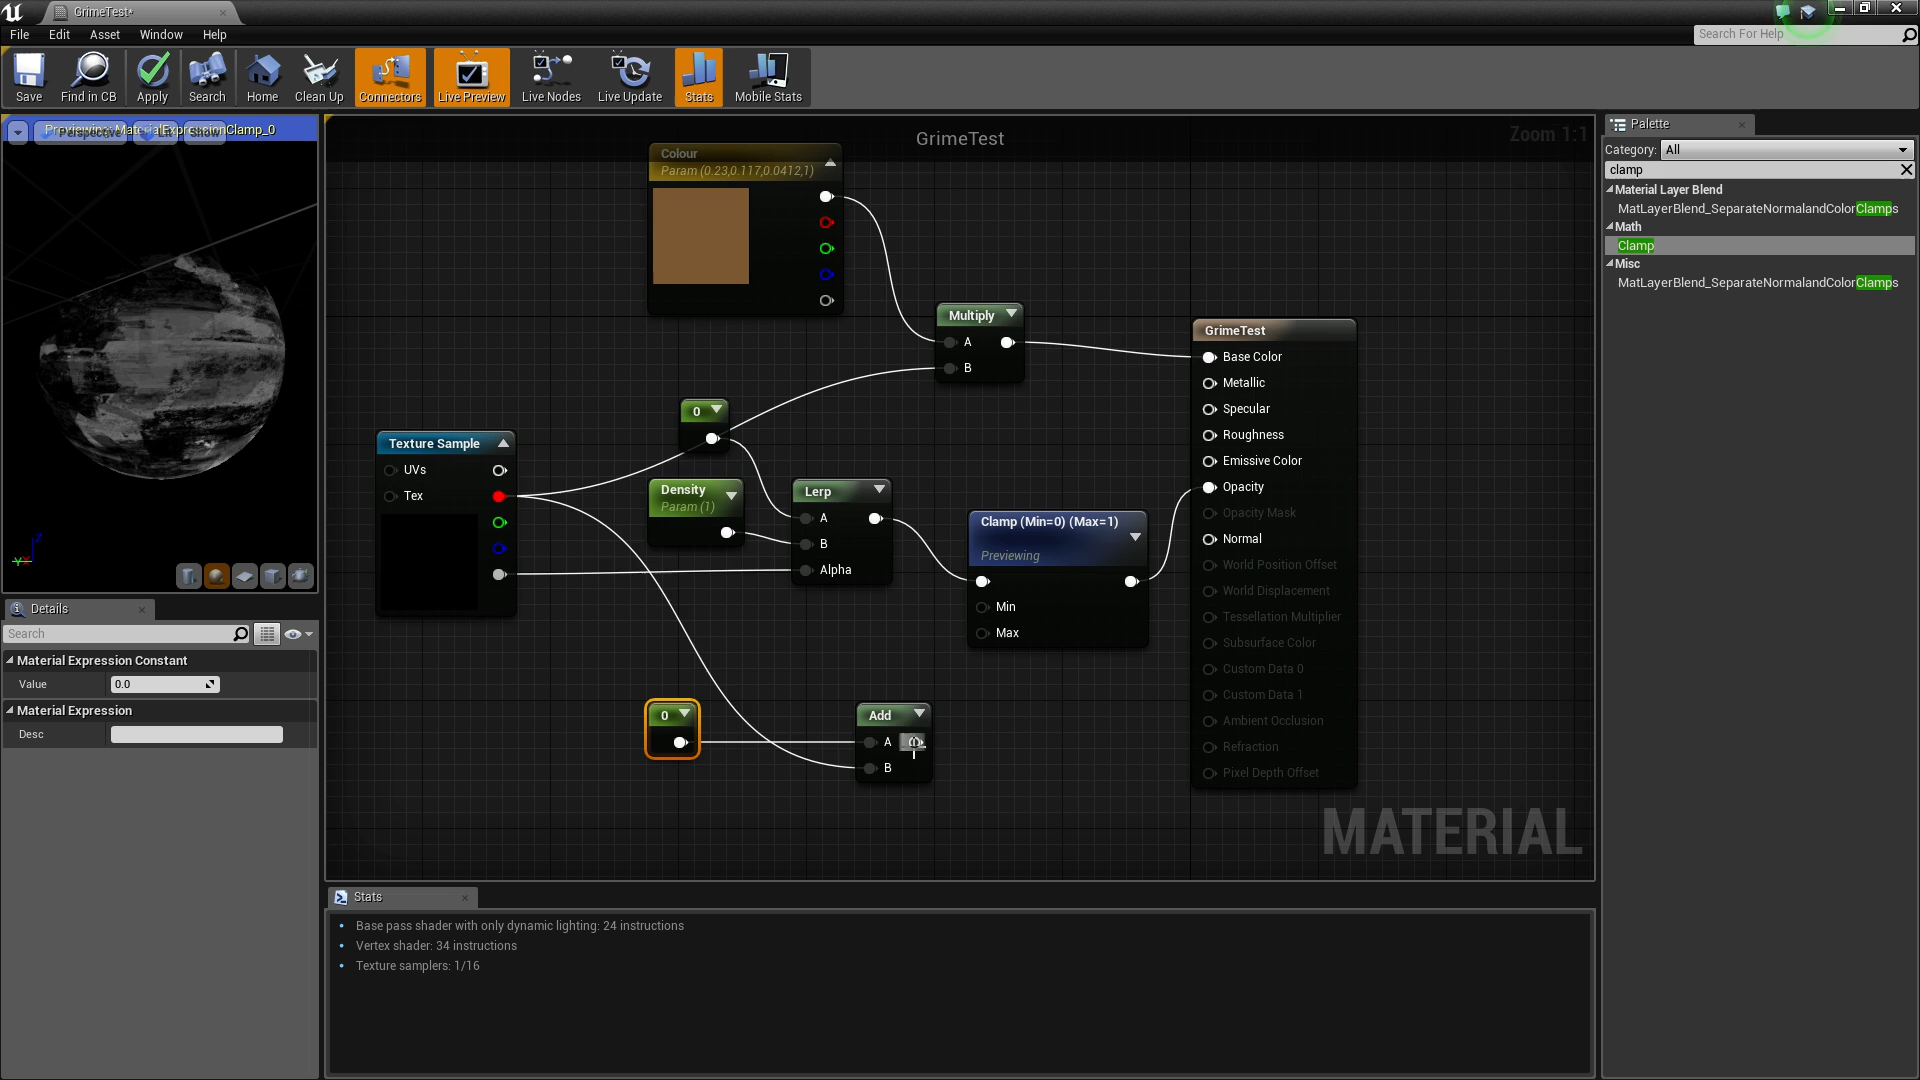 GrimeTest*
File Edit Asset Window Help
Search For Help
Save
Find in CB
Apply
Search
Home
Clean Up
Connectors
Live Preview
Live Nodes
Live Update
Stats
Mobile Stats
Previewing: MaterialExpressionClamp_0
Perspective Lit Show
Z
Y X
GrimeTest
Zoom 1:1
Colour
Param (0.23,0.117,0.0412,1)
Multiply
A
B
0
Texture Sample
UVs
Tex
Density
Param (1)
Lerp
A
B
Alpha
Clamp (Min=0) (Max=1)
Previewing
Min
Max
0
Add
A
B
GrimeTest
Base Color
Metallic
Specular
Roughness
Emissive Color
Opacity
Opacity Mask
Normal
World Position Offset
World Displacement
Tessellation Multiplier
Subsurface Color
Custom Data 0
Custom Data 1
Ambient Occlusion
Refraction
Pixel Depth Offset
MATERIAL
Details
Search
Material Expression Constant
Value 0.0
Material Expression
Desc
Stats
Base pass shader with only dynamic lighting: 24 instructions
Vertex shader: 34 instructions
Texture samplers: 1/16
Palette
Category: All
clamp
Material Layer Blend
MatLayerBlend_SeparateNormalandColorClamps
Math
Clamp
Misc
MatLayerBlend_SeparateNormalandColorClamps